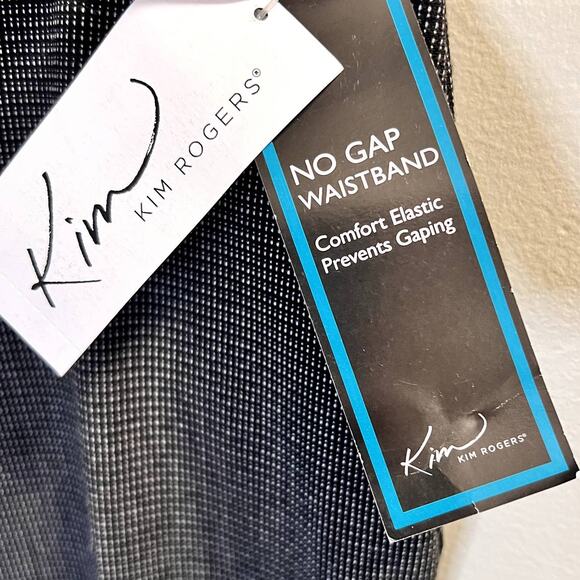 Kim
KIM ROGERS®
NO GAP
WAISTBAND
Comfort Elastic
Prevents Gaping
Kim
KIM ROGERS®